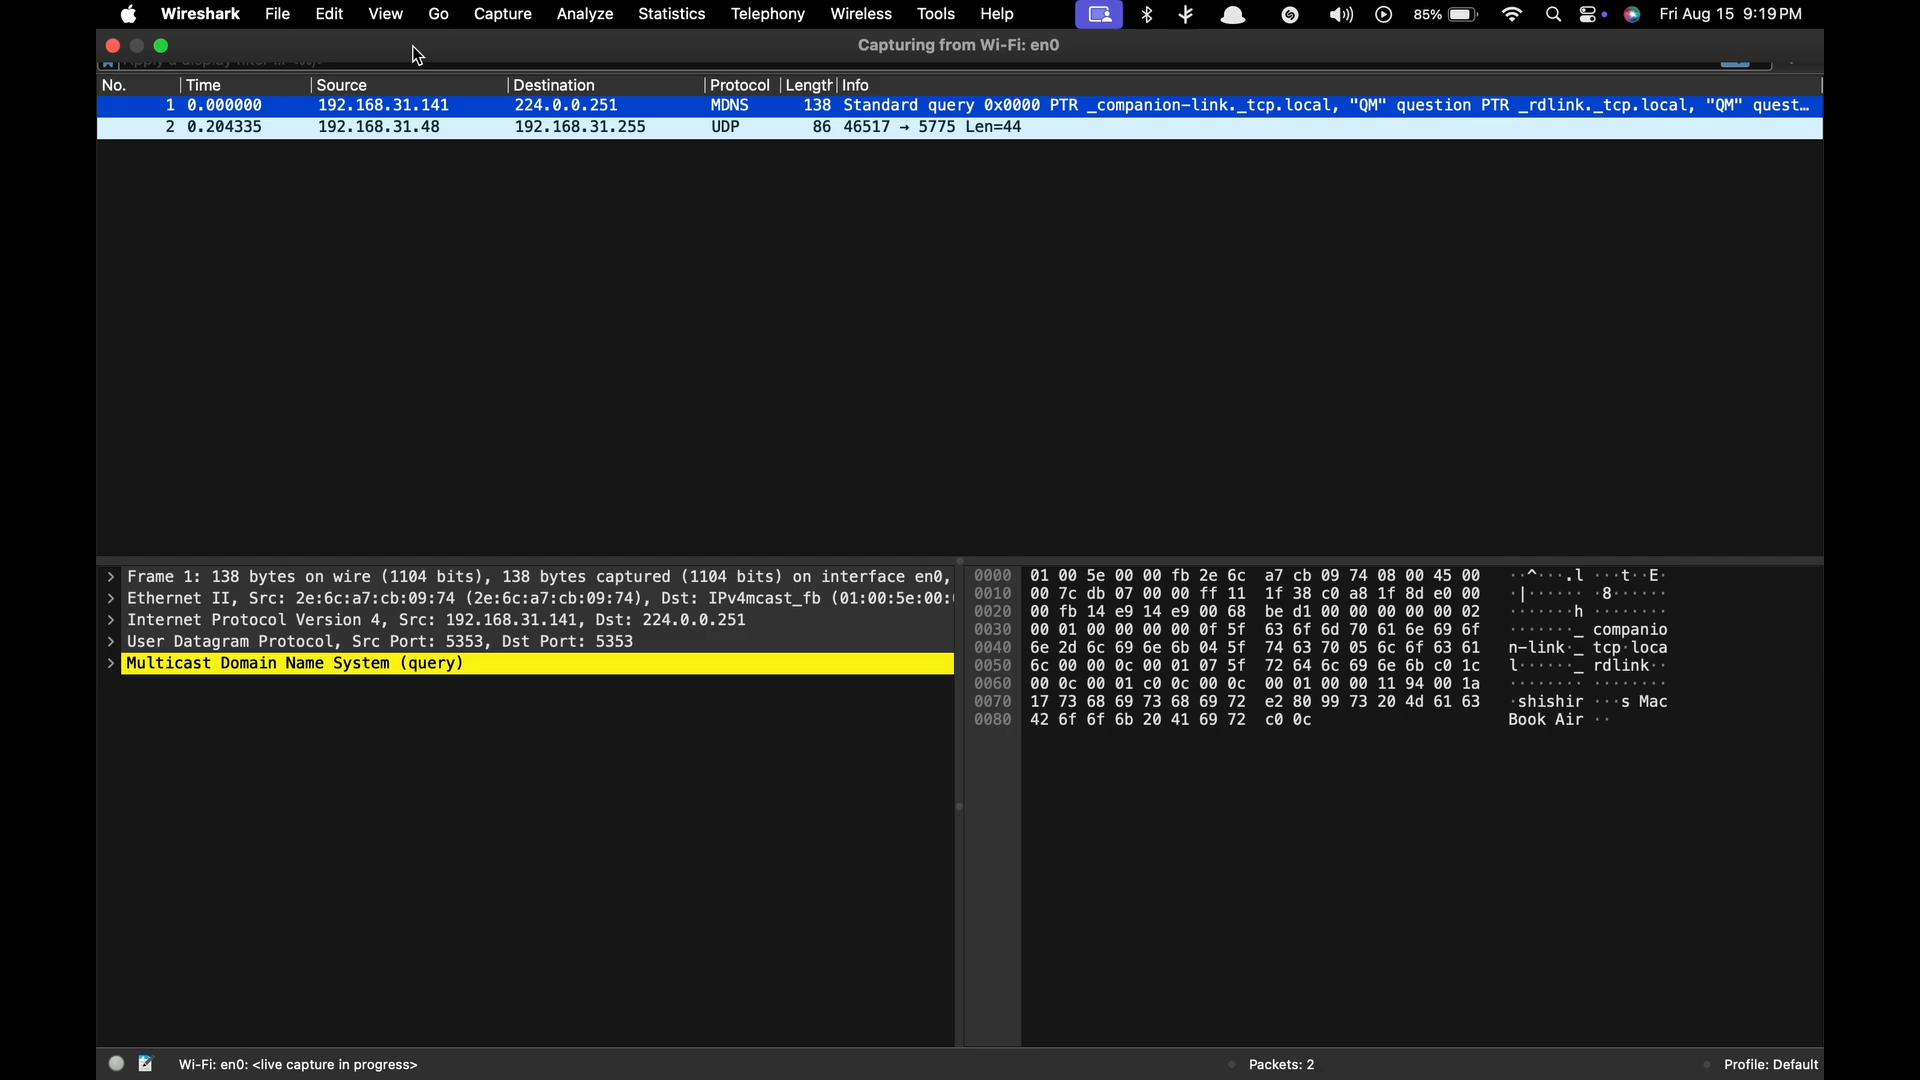 Wireshark File Edit View Go Capture Analyze Statistics Telephony Wireless Tools Help 85% Fri Aug 15 9:19 PM
Capturing from Wi-Fi: en0
No. Time Source Destination Protocol Length Info
1 0.000000 192.168.31.141 224.0.0.251 MDNS 138 Standard query 0x0000 PTR _companion-link._tcp.local, "QM" question PTR _rdlink._tcp.local, "QM" quest…
2 0.204335 192.168.31.48 192.168.31.255 UDP 86 46517 → 5775 Len=44
Frame 1: 138 bytes on wire (1104 bits), 138 bytes captured (1104 bits) on interface en0,
Ethernet II, Src: 2e:6c:a7:cb:09:74 (2e:6c:a7:cb:09:74), Dst: IPv4mcast_fb (01:00:5e:00:
Internet Protocol Version 4, Src: 192.168.31.141, Dst: 224.0.0.251
User Datagram Protocol, Src Port: 5353, Dst Port: 5353
Multicast Domain Name System (query)
0000 01 00 5e 00 00 fb 2e 6c a7 cb 09 74 08 00 45 00 ··^···.l ···t··E·
0010 00 7c db 07 00 00 ff 11 1f 38 c0 a8 1f 8d e0 00 ·|······ ·8······
0020 00 fb 14 e9 14 e9 00 68 be d1 00 00 00 00 00 02 ·······h ········
0030 00 01 00 00 00 00 0f 5f 63 6f 6d 70 61 6e 69 6f ·······_ companio
0040 6e 2d 6c 69 6e 6b 04 5f 74 63 70 05 6c 6f 63 61 n-link·_ tcp·loca
0050 6c 00 00 0c 00 01 07 5f 72 64 6c 69 6e 6b c0 1c l······_ rdlink··
0060 00 0c 00 01 c0 0c 00 0c 00 01 00 00 11 94 00 1a ········ ········
0070 17 73 68 69 73 68 69 72 e2 80 99 73 20 4d 61 63 ·shishir ···s Mac
0080 42 6f 6f 6b 20 41 69 72 c0 0c Book Air ··
Wi-Fi: en0: <live capture in progress> Packets: 2 Profile: Default